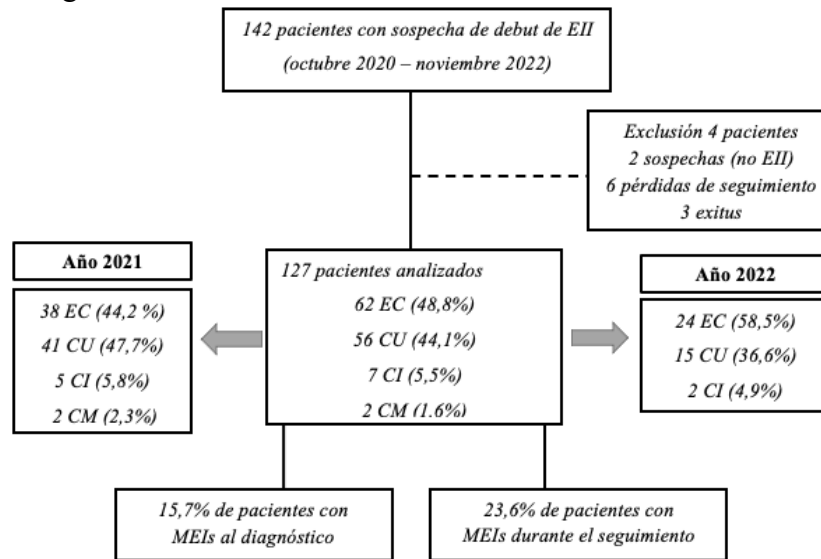 142 pacientes con sospecha de debut de EII
(octubre 2020 – noviembre 2022)
Exclusión 4 pacientes
2 sospechas (no EII)
6 pérdidas de seguimiento
3 exitus
Año 2021
38 EC (44,2 %)
41 CU (47,7%)
5 CI (5,8%)
2 CM (2,3%)
127 pacientes analizados
62 EC (48,8%)
56 CU (44,1%)
7 CI (5,5%)
2 CM (1,6%)
Año 2022
24 EC (58,5%)
15 CU (36,6%)
2 CI (4,9%)
15,7% de pacientes con
MEIs al diagnóstico
23,6% de pacientes con
MEIs durante el seguimiento